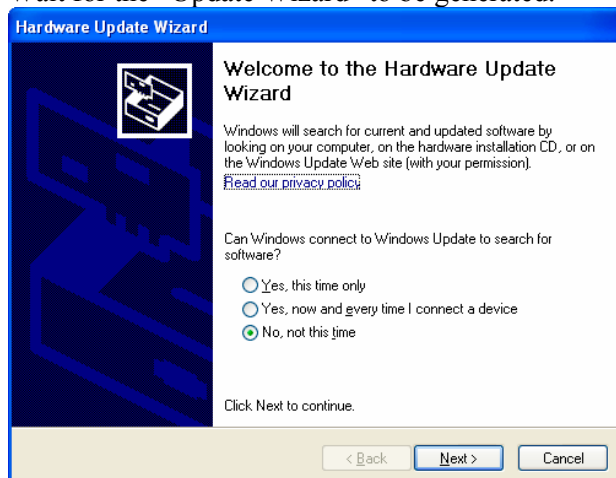 Wait for the "Update Wizard" to be generated.
Hardware Update Wizard
Welcome to the Hardware Update
Wizard
Windows will search for current and updated software by
looking on your computer, on the hardware installation CD, or on
the Windows Update Web site (with your permission).
Read our privacy policy
Can Windows connect to Windows Update to search for
software?
Yes, this time only
Yes, now and every time I connect a device
No, not this time
Click Next to continue.
< Back
Next >
Cancel